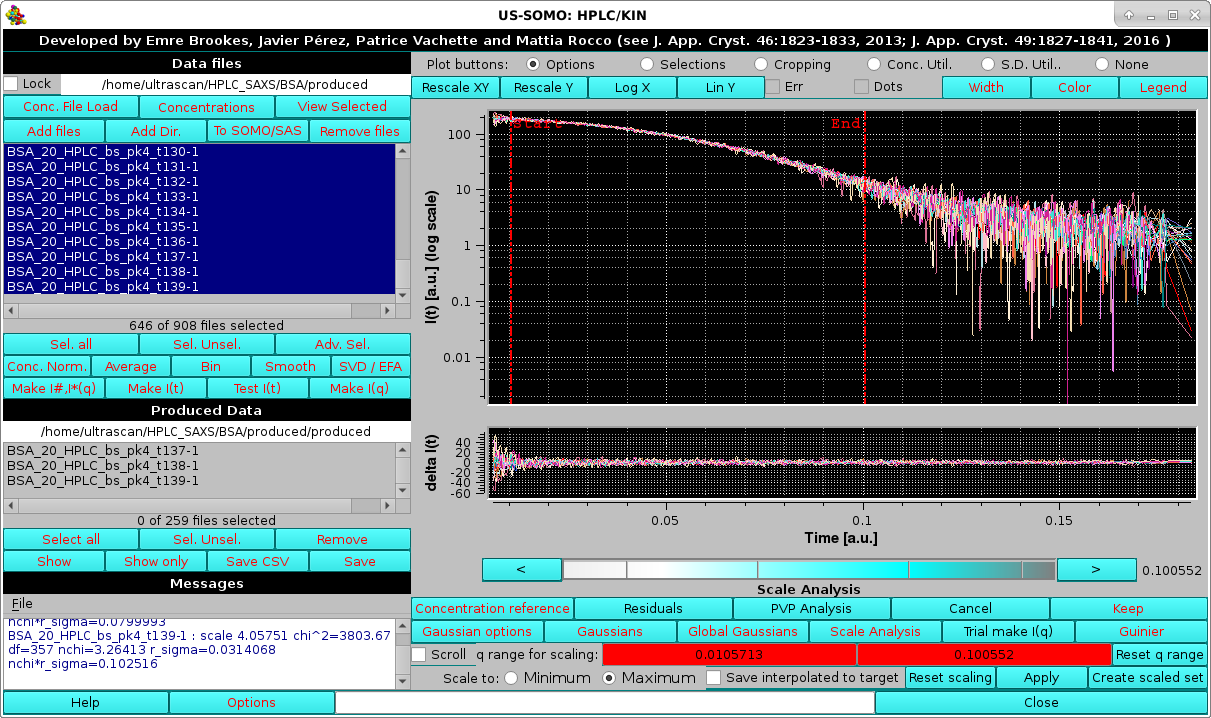 US-SOMO: HPLC/KIN
Developed by Emre Brookes, Javier Pérez, Patrice Vachette and Mattia Rocco (see J. App. Cryst. 46:1823-1833, 2013; J. App. Cryst. 49:1827-1841, 2016 )
Data files
Lock /home/ultrascan/HPLC_SAXS/BSA/produced
Conc. File Load Concentrations View Selected
Add files Add Dir. To SOMO/SAS Remove files
BSA_20_HPLC_bs_pk4_t130-1
BSA_20_HPLC_bs_pk4_t131-1
BSA_20_HPLC_bs_pk4_t132-1
BSA_20_HPLC_bs_pk4_t133-1
BSA_20_HPLC_bs_pk4_t134-1
BSA_20_HPLC_bs_pk4_t135-1
BSA_20_HPLC_bs_pk4_t136-1
BSA_20_HPLC_bs_pk4_t137-1
BSA_20_HPLC_bs_pk4_t138-1
BSA_20_HPLC_bs_pk4_t139-1
646 of 908 files selected
Sel. all Sel. Unsel. Adv. Sel.
Conc. Norm. Average Bin Smooth SVD / EFA
Make I#,I*(q) Make I(t) Test I(t) Make I(q)
Produced Data
/home/ultrascan/HPLC_SAXS/BSA/produced/produced
BSA_20_HPLC_bs_pk4_t137-1
BSA_20_HPLC_bs_pk4_t138-1
BSA_20_HPLC_bs_pk4_t139-1
0 of 259 files selected
Select all Sel. Unsel. Remove
Show Show only Save CSV Save
Messages
File
nchi*r_sigma=0.0799993
BSA_20_HPLC_bs_pk4_t139-1 : scale 4.05751 chi^2=3803.67
df=357 nchi=3.26413 r_sigma=0.0314068
nchi*r_sigma=0.102516
Help Options
Plot buttons: Options Selections Cropping Conc. Util. S.D. Util.. None
Rescale XY Rescale Y Log X Lin Y Err Dots Width Color Legend
Start End
I(t) [a.u.] (log scale)
100
10
1
0.1
0.01
delta I(t)
40
20
0
-20
-40
-60
0.05 0.1 0.15
Time [a.u.]
< > 0.100552
Scale Analysis
Concentration reference Residuals PVP Analysis Cancel Keep
Gaussian options Gaussians Global Gaussians Scale Analysis Trial make I(q) Guinier
Scroll q range for scaling: 0.0105713 0.100552 Reset q range
Scale to: Minimum Maximum Save interpolated to target Reset scaling Apply Create scaled set
Close